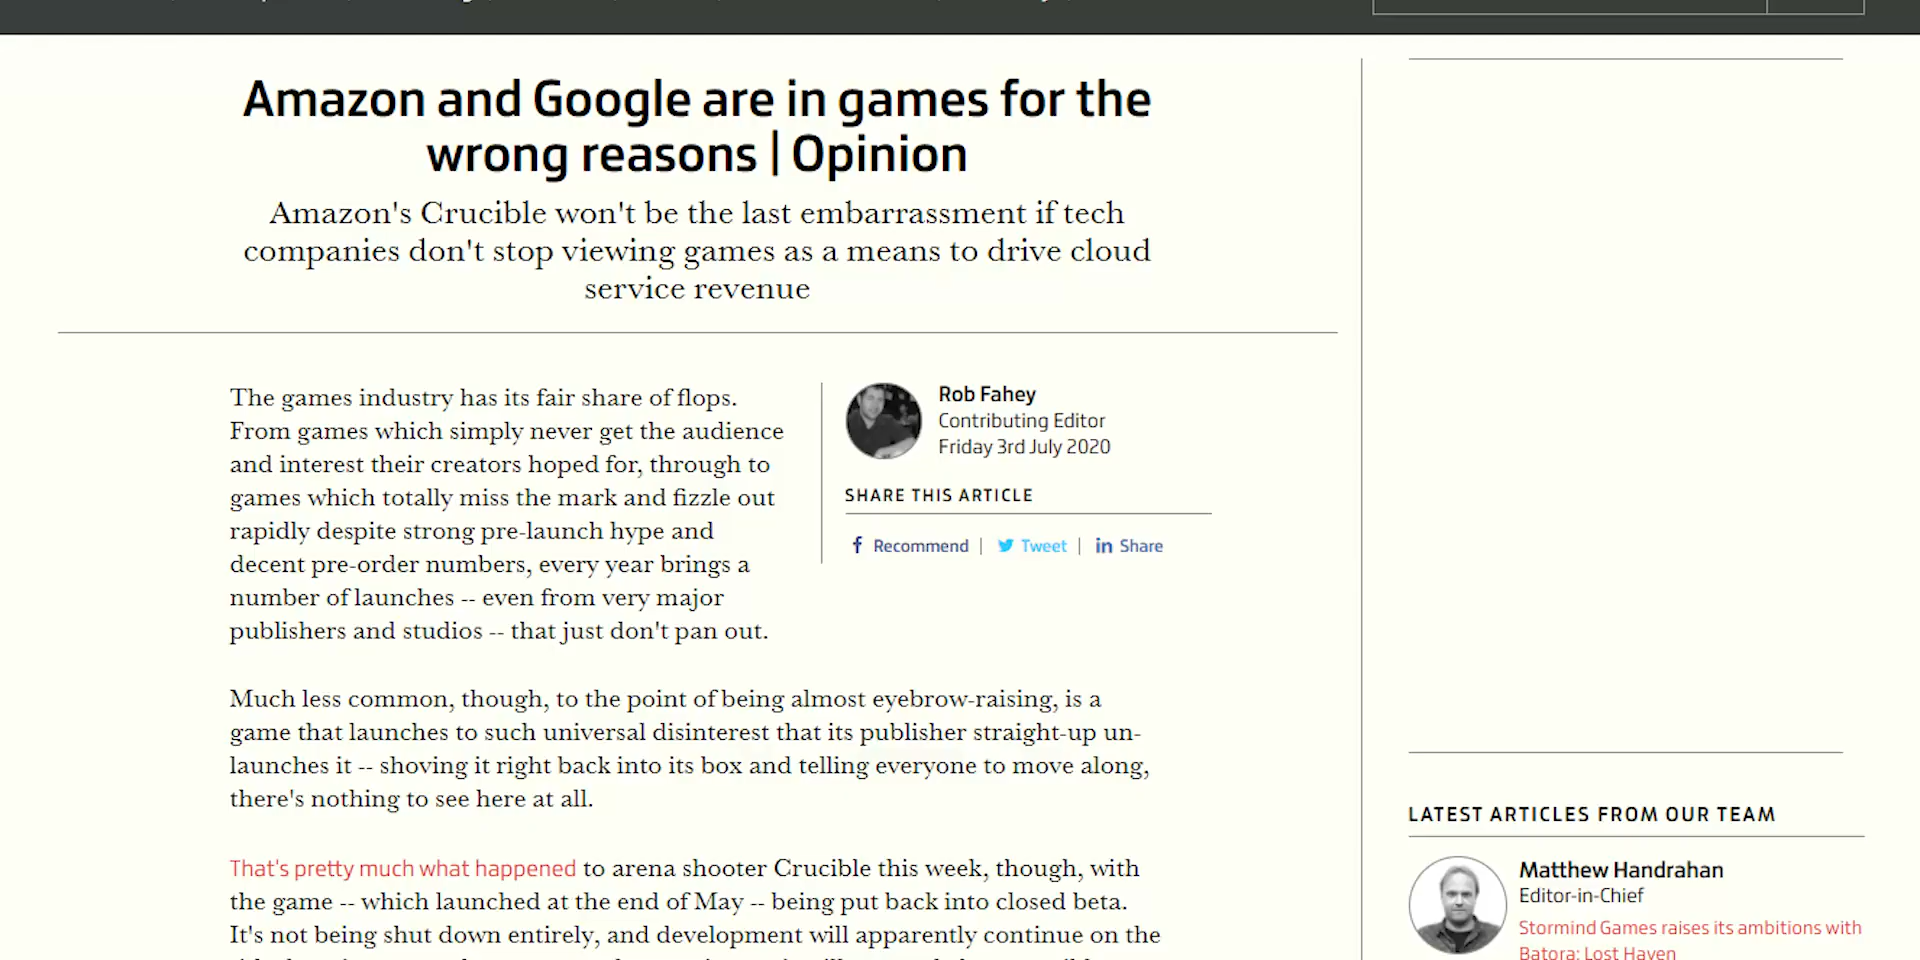 Amazon and Google are in games for the
wrong reasons | Opinion
Amazon's Crucible won't be the last embarrassment if tech
companies don't stop viewing games as a means to drive cloud
service revenue
The games industry has its fair share of flops.
From games which simply never get the audience
and interest their creators hoped for, through to
games which totally miss the mark and fizzle out
rapidly despite strong pre-launch hype and
decent pre-order numbers, every year brings a
number of launches -- even from very major
publishers and studios -- that just don't pan out.
Rob Fahey
Contributing Editor
Friday 3rd July 2020
SHARE THIS ARTICLE
Recommend | Tweet | Share
Much less common, though, to the point of being almost eyebrow-raising, is a
game that launches to such universal disinterest that its publisher straight-up un-
launches it -- shoving it right back into its box and telling everyone to move along,
there's nothing to see here at all.
That's pretty much what happened to arena shooter Crucible this week, though, with
the game -- which launched at the end of May -- being put back into closed beta.
It's not being shut down entirely, and development will apparently continue on the
LATEST ARTICLES FROM OUR TEAM
Matthew Handrahan
Editor-in-Chief
Stormind Games raises its ambitions with
Batora: Lost Haven